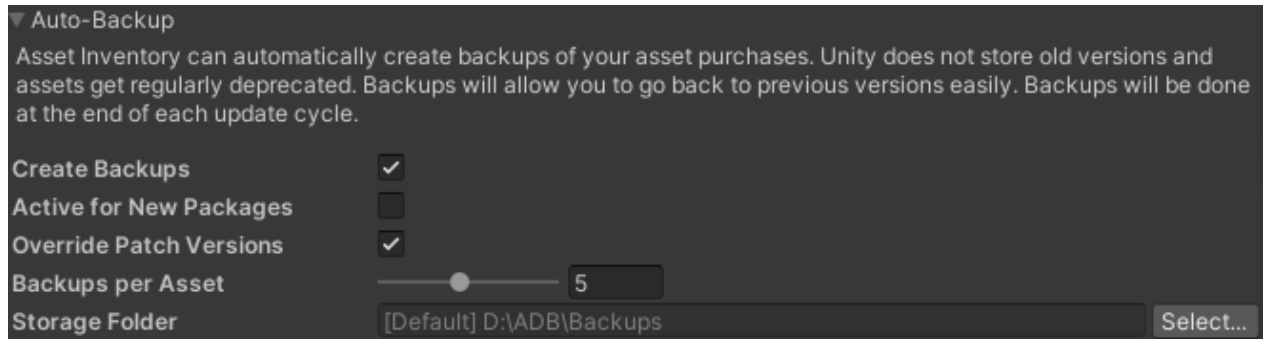 Auto-Backup
Asset Inventory can automatically create backups of your asset purchases. Unity does not store old versions and
assets get regularly deprecated. Backups will allow you to go back to previous versions easily. Backups will be done
at the end of each update cycle.
Create Backups
Active for New Packages
Override Patch Versions
Backups per Asset 5
Storage Folder [Default] D:\ADB\Backups Select...